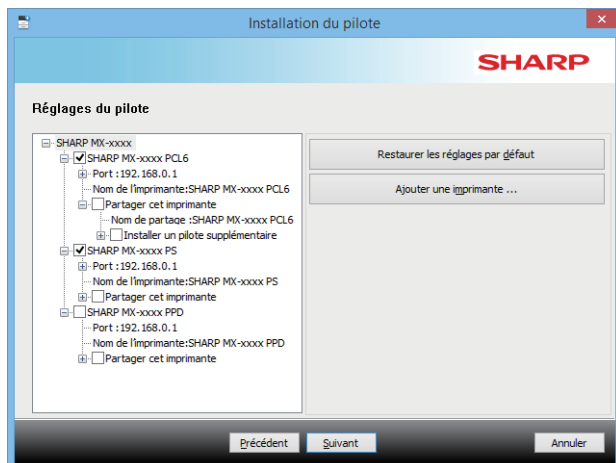 Installation du pilote
SHARP
Réglages du pilote
SHARP MX-xxxx
SHARP MX-xxxx PCL6
Port :192.168.0.1
Nom de l'imprimante:SHARP MX-xxxx PCL6
Partager cet imprimante
Nom de partage :SHARP MX-xxxx PCL6
Installer un pilote supplémentaire
SHARP MX-xxxx PS
Port :192.168.0.1
Nom de l'imprimante:SHARP MX-xxxx PS
Partager cet imprimante
SHARP MX-xxxx PPD
Port :192.168.0.1
Nom de l'imprimante:SHARP MX-xxxx PPD
Partager cet imprimante
Restaurer les réglages par défaut
Ajouter une imprimante ...
Précédent
Suivant
Annuler